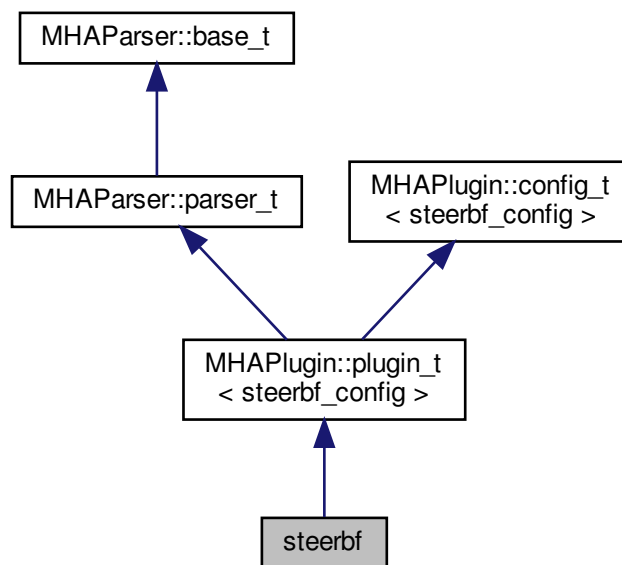 MHAParser::base_t
MHAParser::parser_t
MHAPlugin::config_t
< steerbf_config >
MHAPlugin::plugin_t
< steerbf_config >
steerbf